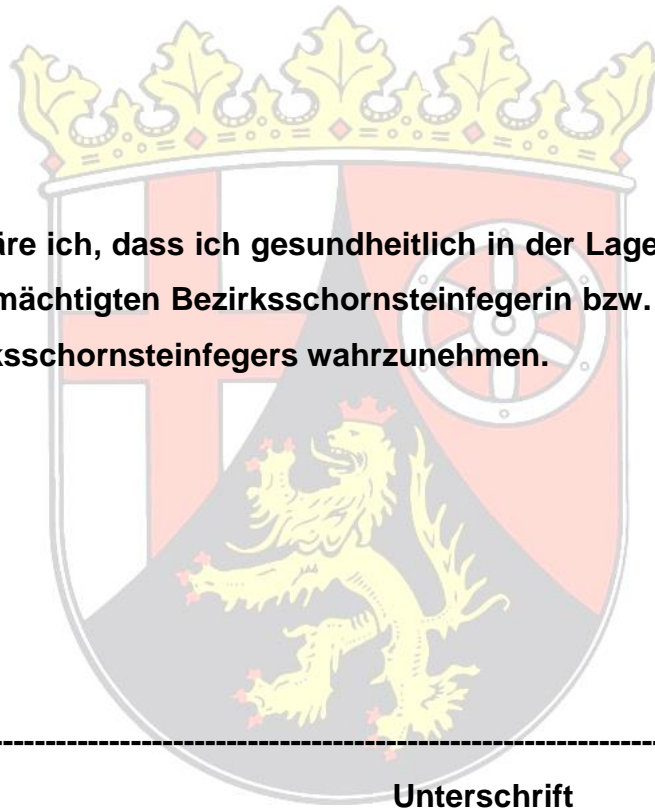 äre ich, dass ich gesundheitlich in der Lage
mächtigten Bezirksschornsteinfegerin bzw.
ksschornsteinfegers wahrzunehmen.
--------------------------------------------------------------
Unterschrift